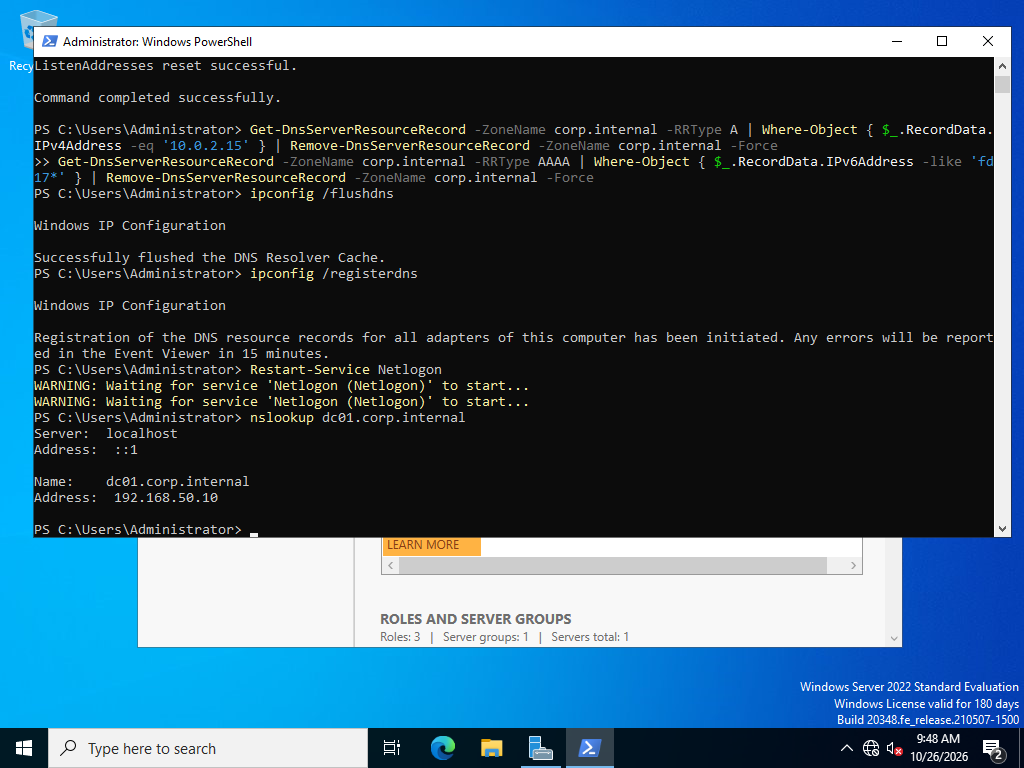 Administrator: Windows PowerShell
Recy
ListenAddresses reset successful.
Command completed successfully.
PS C:\Users\Administrator> Get-DnsServerResourceRecord -ZoneName corp.internal -RRType A | Where-Object { $_.RecordData.
IPv4Address -eq '10.0.2.15' } | Remove-DnsServerResourceRecord -ZoneName corp.internal -Force
>> Get-DnsServerResourceRecord -ZoneName corp.internal -RRType AAAA | Where-Object { $_.RecordData.IPv6Address -like 'fd
17*' } | Remove-DnsServerResourceRecord -ZoneName corp.internal -Force
PS C:\Users\Administrator> ipconfig /flushdns
Windows IP Configuration
Successfully flushed the DNS Resolver Cache.
PS C:\Users\Administrator> ipconfig /registerdns
Windows IP Configuration
Registration of the DNS resource records for all adapters of this computer has been initiated. Any errors will be report
ed in the Event Viewer in 15 minutes.
PS C:\Users\Administrator> Restart-Service Netlogon
WARNING: Waiting for service 'Netlogon (Netlogon)' to start...
WARNING: Waiting for service 'Netlogon (Netlogon)' to start...
PS C:\Users\Administrator> nslookup dc01.corp.internal
Server:  localhost
Address:  ::1
Name:    dc01.corp.internal
Address:  192.168.50.10
PS C:\Users\Administrator>
LEARN MORE
ROLES AND SERVER GROUPS
Roles: 3 | Server groups: 1 | Servers total: 1
Windows Server 2022 Standard Evaluation
Windows License valid for 180 days
Build 20348.fe_release.210507-1500
Type here to search
9:48 AM
10/26/2026
2